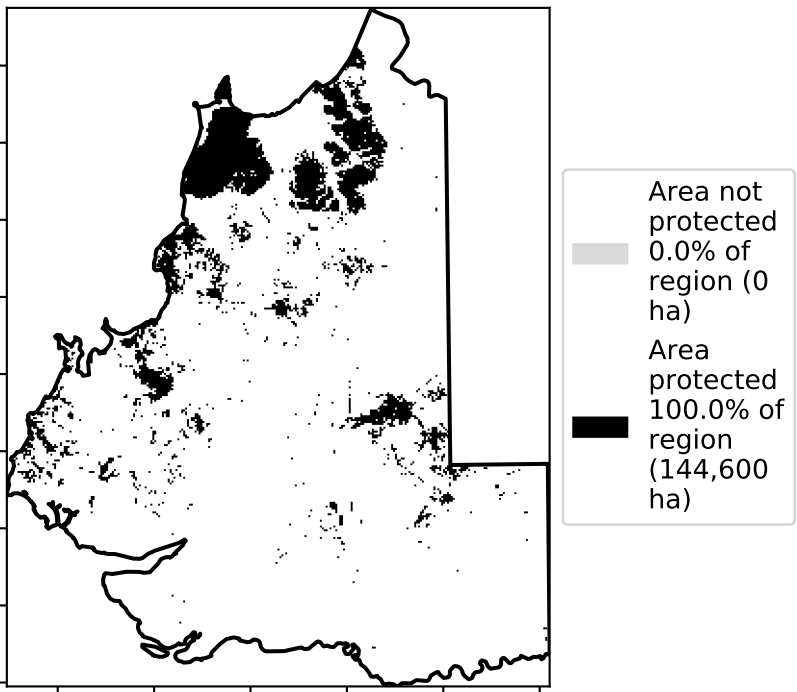 Area not
protected
0.0% of
region (0
ha)
Area
protected
100.0% of
region
(144,600
ha)